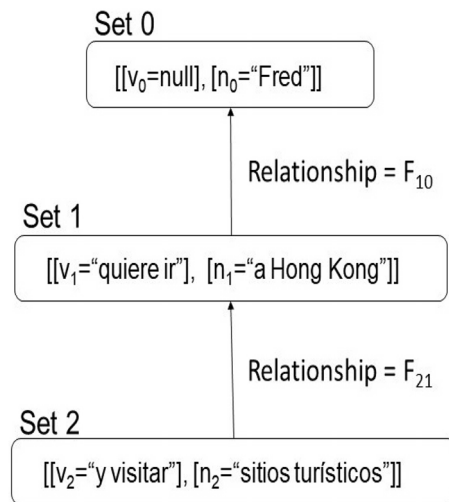 Set 0
[[v₀=null], [n₀=“Fred”]]
Relationship = F₁₀
Set 1
[[v₁=“quiere ir”], [n₁=“a Hong Kong”]]
Relationship = F₂₁
Set 2
[[v₂=“y visitar”], [n₂=“sitios turísticos”]]